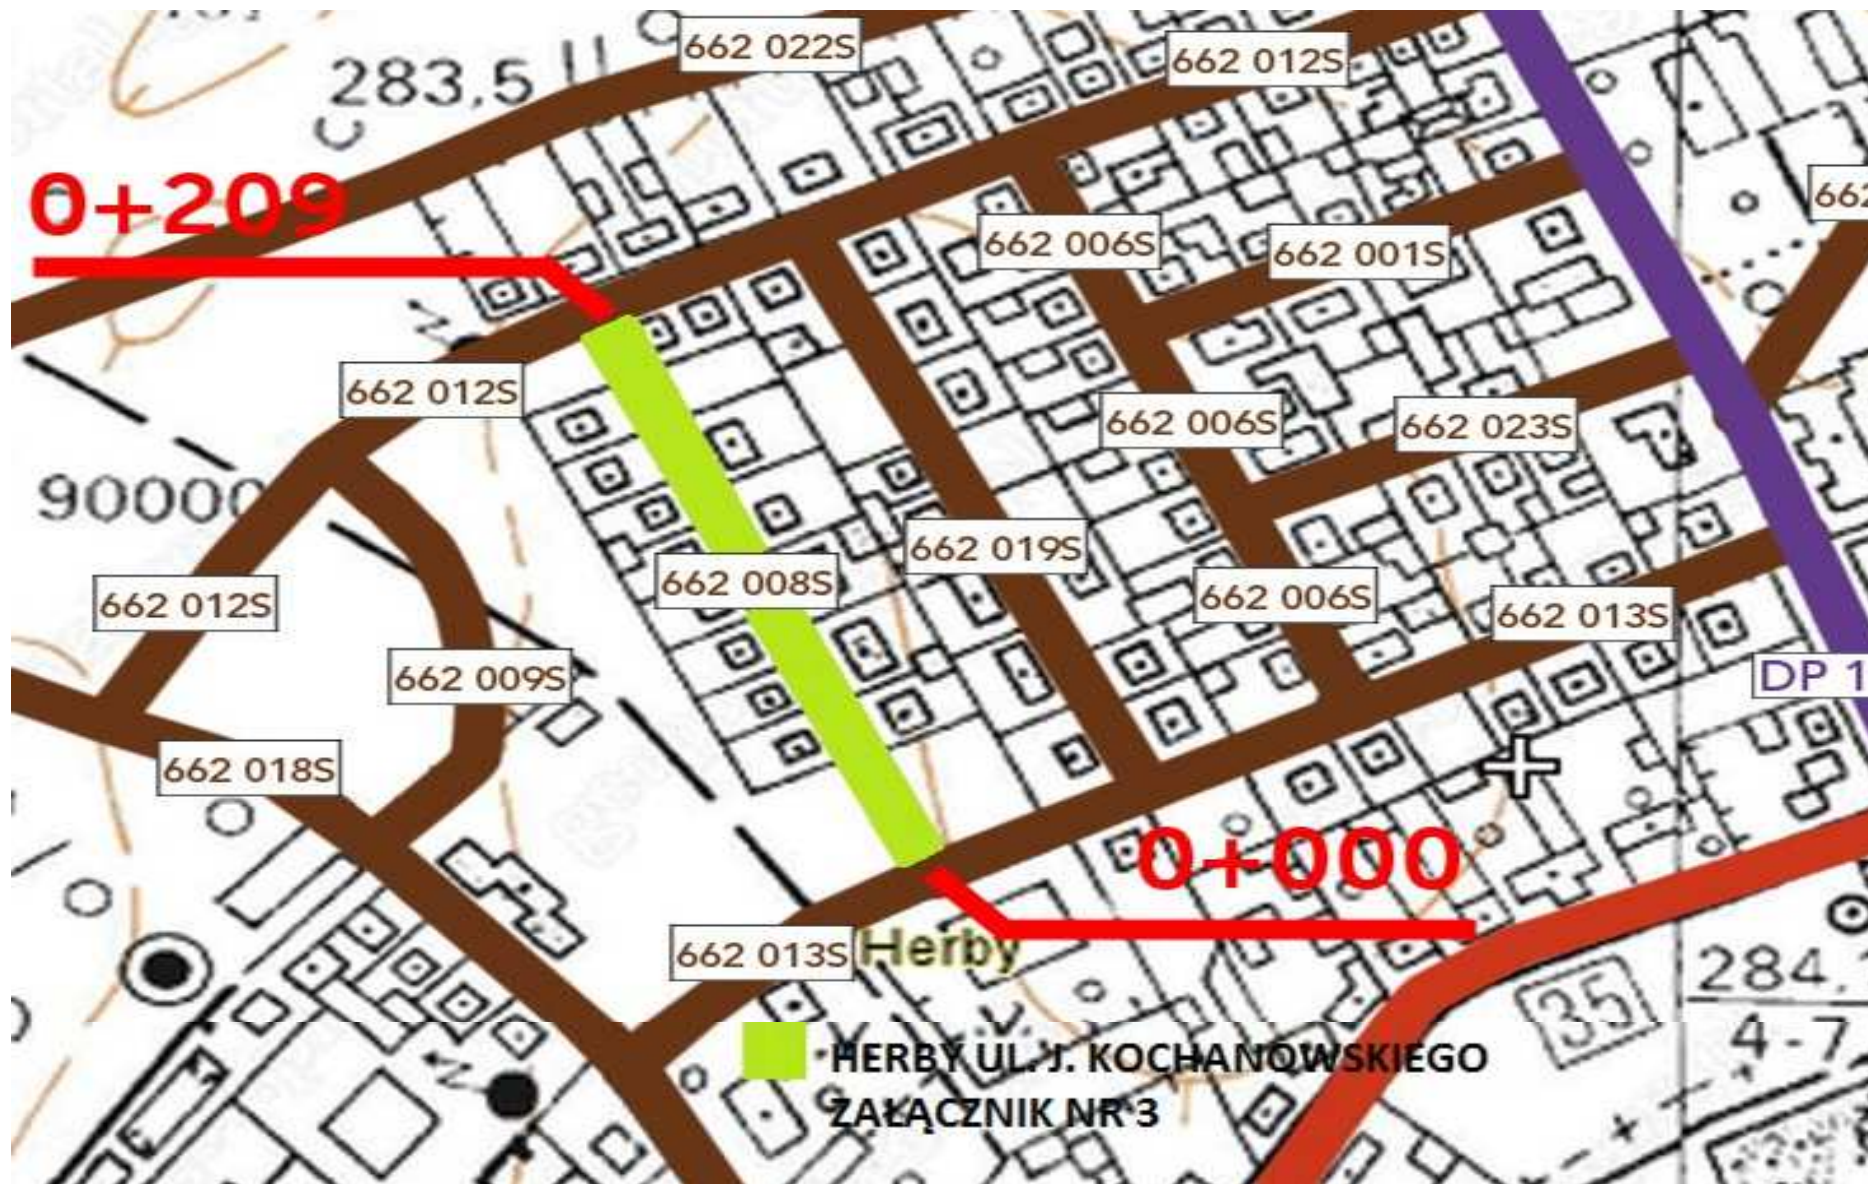 662 022S
662 012S
283,5
662
0+209
662 006S
662 001S
662 012S
662 006S
662 023S
90000
662 019S
662 008S
662 012S
662 006S
662 013S
662 009S
DP 1
662 018S
0+000
662 013S
Herby
284,
35
4-7
HERBY UL. J. KOCHANOWSKIEGO
ZAŁĄCZNIK NR 3